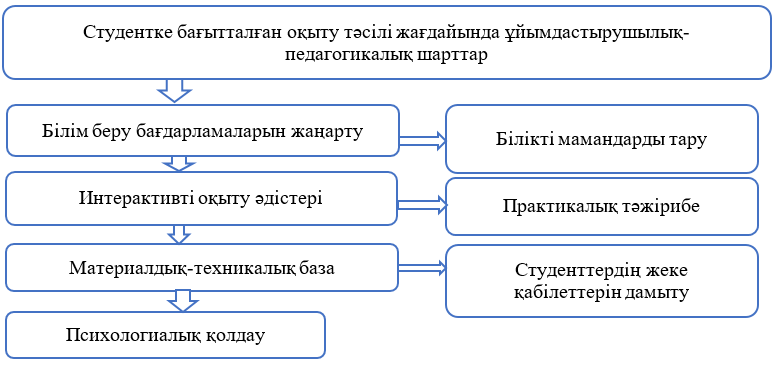 Студентке бағытталған оқыту тәсілі жағдайында ұйымдастырушылық-
педагогикалық шарттар
Білім беру бағдарламаларын жаңарту
Білікті мамандарды тару
Интерактивті оқыту әдістері
Практикалық тәжірибе
Материалдық-техникалық база
Студенттердің жеке
қабілеттерін дамыту
Психологиалық қолдау